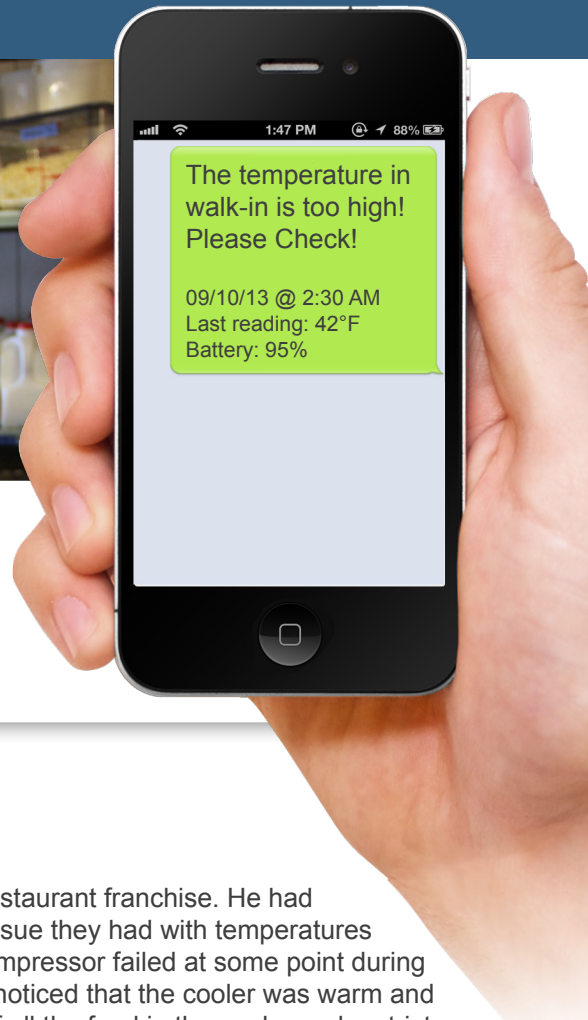 1:47 PM 88%
The temperature in
walk-in is too high!
Please Check!
09/10/13 @ 2:30 AM
Last reading: 42°F
Battery: 95%
staurant franchise. He had
sue they had with temperatures
mpressor failed at some point during
noticed that the cooler was warm and